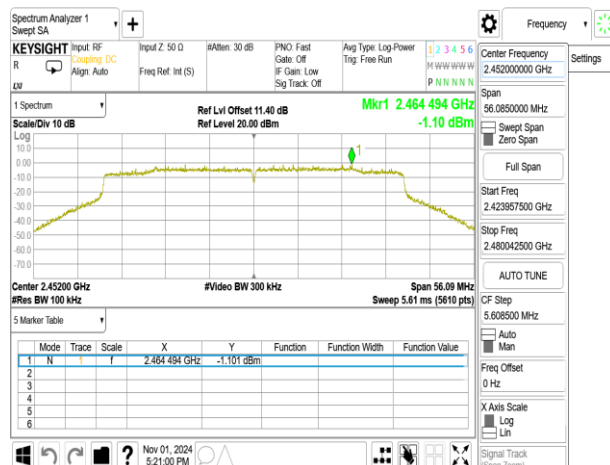 Spectrum Analyzer 1
Swept SA
Frequency
KEYSIGHT
R
Input: RF
Coupling: DC
Align: Auto
Input Z: 50 Ω
Freq Ref: Int (S)
#Atten: 30 dB
PNO: Fast
Gate: Off
IF Gain: Low
Sig Track: Off
Avg Type: Log-Power
Trig: Free Run
1 2 3 4 5 6
M W W W W W
P N N N N N
1 Spectrum
Scale/Div 10 dB
Ref Lvl Offset 11.40 dB
Ref Level 20.00 dBm
Mkr1 2.464 494 GHz
-1.10 dBm
Log
1
10.0
0.00
-10.0
-20.0
-30.0
-40.0
-50.0
-60.0
-70.0
Center 2.45200 GHz
#Res BW 100 kHz
#Video BW 300 kHz
Span 56.09 MHz
Sweep 5.61 ms (5610 pts)
5 Marker Table
Mode Trace Scale X Y Function Function Width Function Value
1 N 1 f 2.464 494 GHz -1.101 dBm
2
3
4
5
6
Nov 01, 2024
5:21:00 PM
Center Frequency
2.452000000 GHz
Settings
Span
56.0850000 MHz
Swept Span
Zero Span
Full Span
Start Freq
2.423957500 GHz
Stop Freq
2.480042500 GHz
AUTO TUNE
CF Step
5.608500 MHz
Auto
Man
Freq Offset
0 Hz
X Axis Scale
Log
Lin
Signal Track